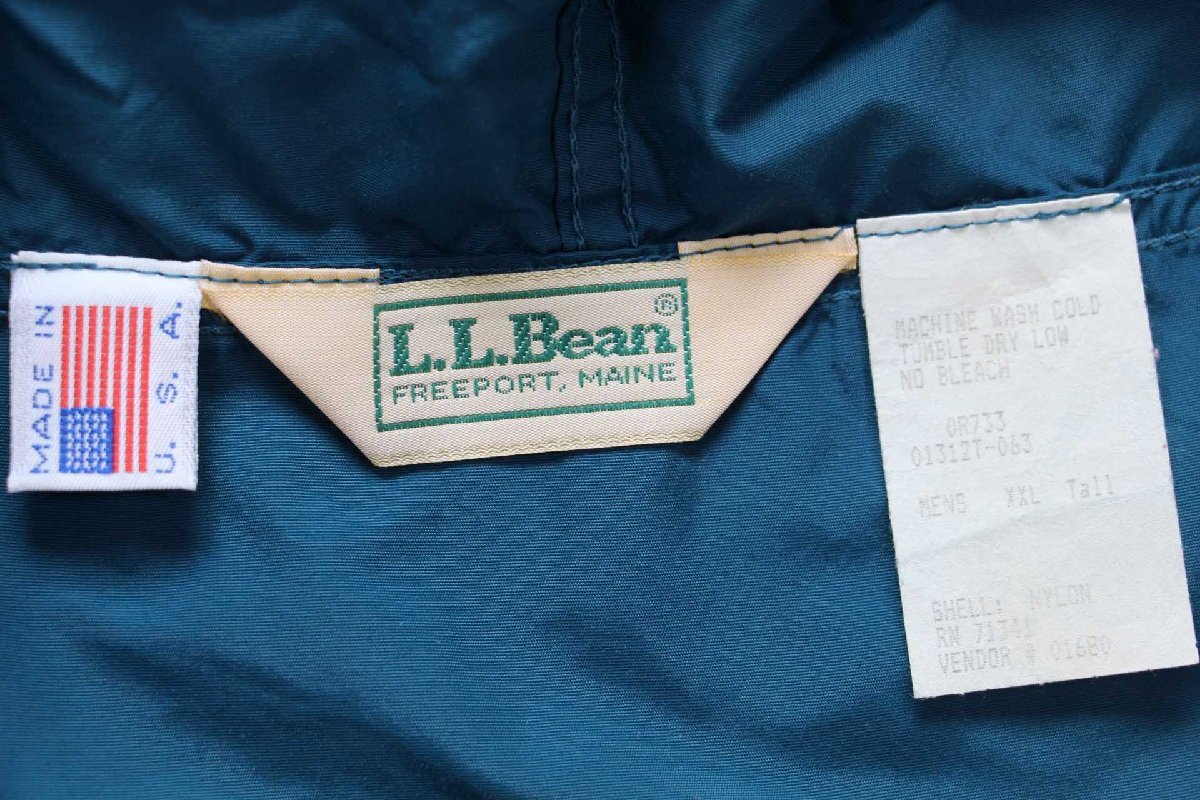 MADE IN
U. S. A.
L.L.Bean®
FREEPORT, MAINE
MACHINE WASH COLD
TUMBLE DRY LOW
NO BLEACH
0R733
01312T-063
MENS XXL Tall
SHELL: NYLON
RN 71341
VENDOR # 01680